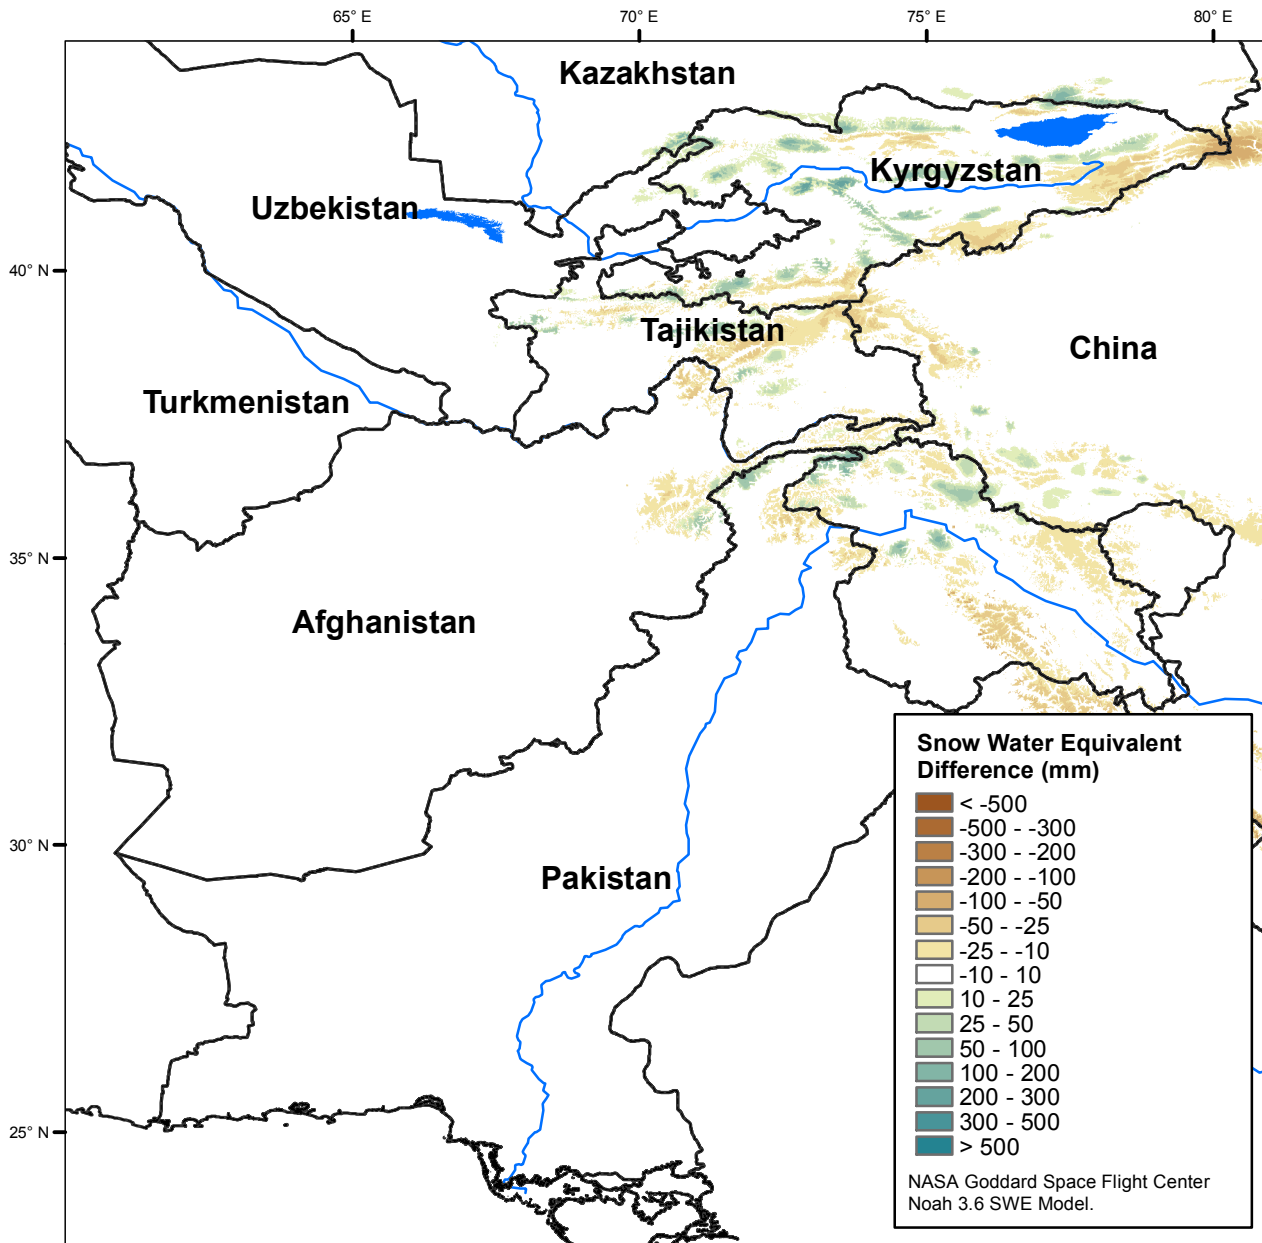 65° E
70° E
75° E
80° E
Kazakhstan
Kyrgyzstan
Uzbekistan
40° N
Tajikistan
China
Turkmenistan
35° N
Afghanistan
30° N
Pakistan
25° N
Snow Water Equivalent
Difference (mm)
< -500
-500 - -300
-300 - -200
-200 - -100
-100 - -50
-50 - -25
-25 - -10
-10 - 10
10 - 25
25 - 50
50 - 100
100 - 200
200 - 300
300 - 500
> 500
NASA Goddard Space Flight Center
Noah 3.6 SWE Model.